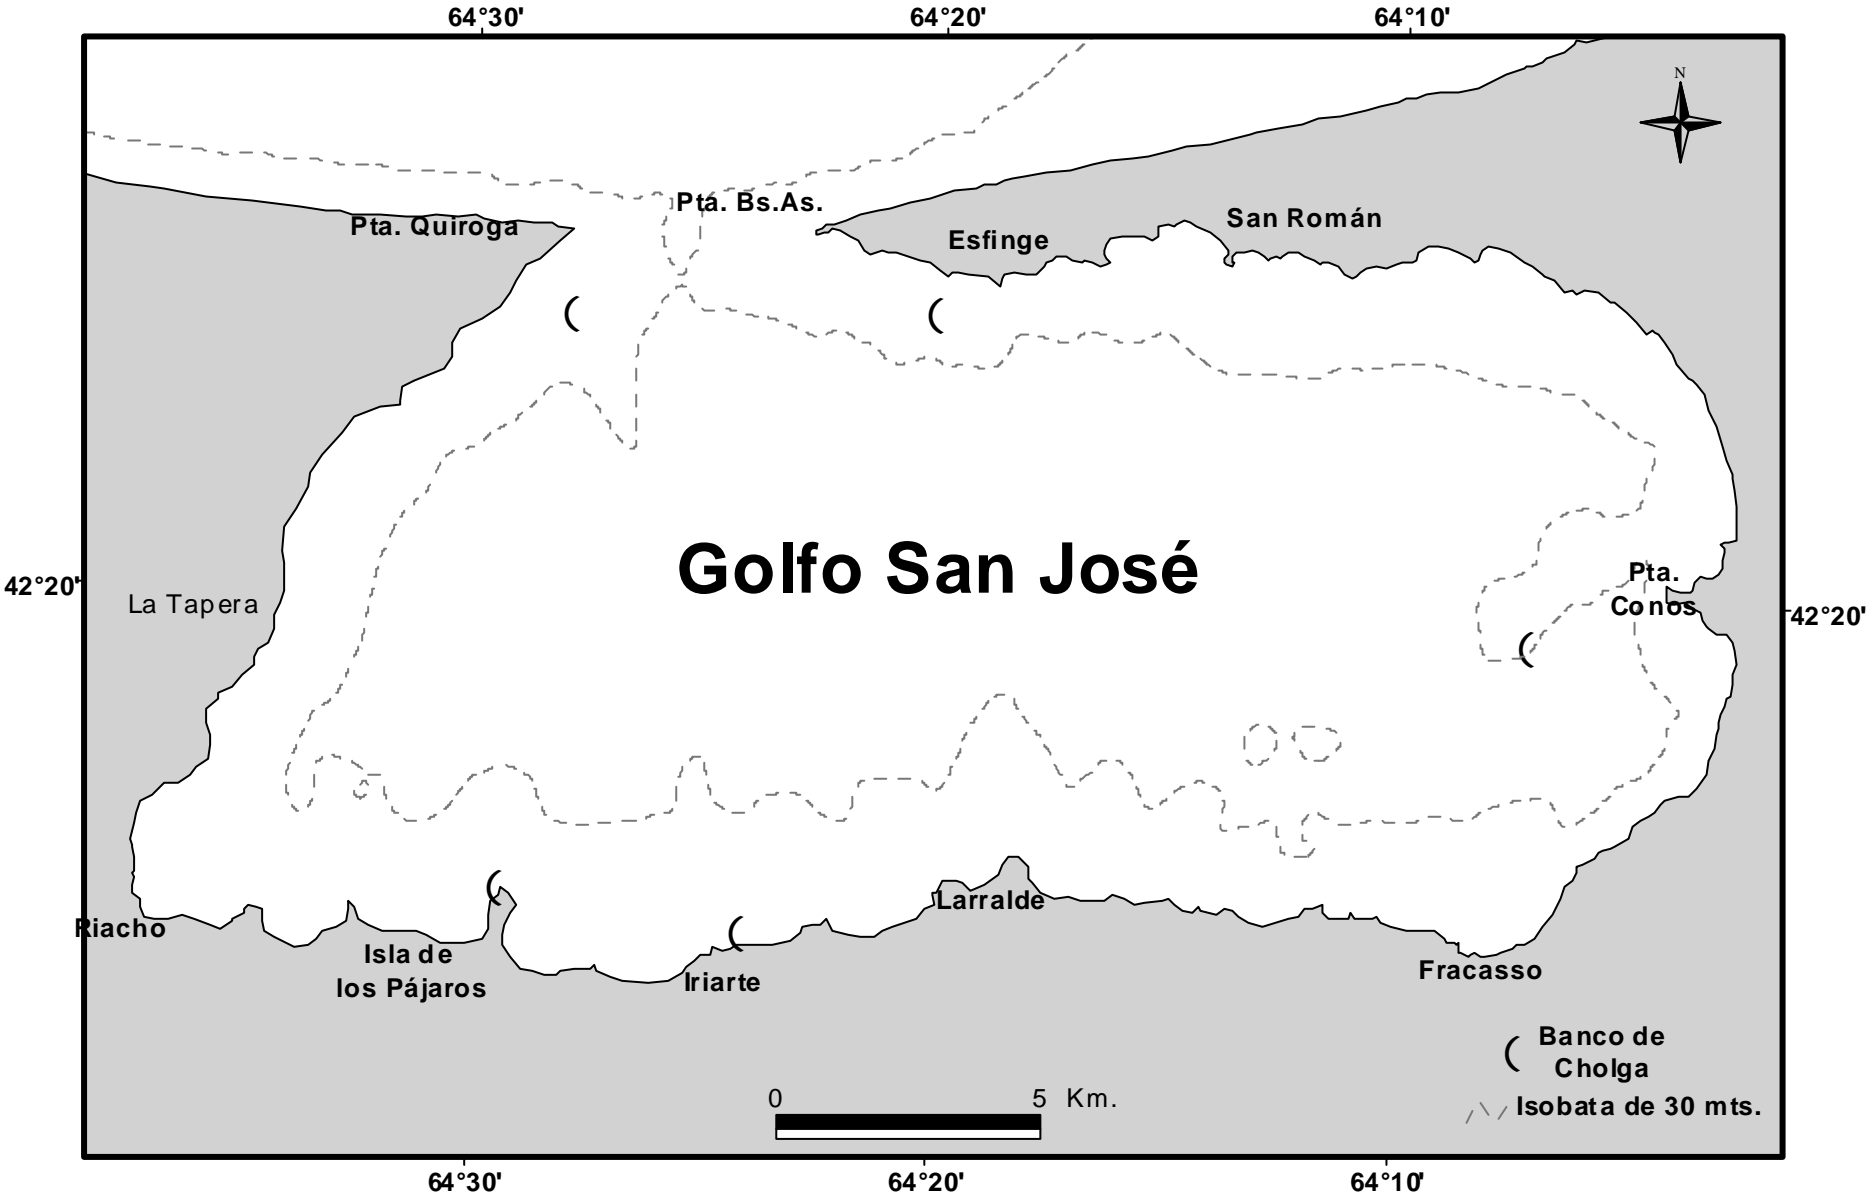 64°30'
64°20'
64°10'
N
Pta. Bs.As.
Pta. Quiroga
San Román
Esfinge
Golfo San José
42°20'
La Tapera
Pta.
Conos
42°20'
Larralde
Riacho
Isla de
los Pájaros
Iriarte
Fracasso
Banco de
Cholga
0 5 Km.
Isobata de 30 mts.
64°30'
64°20'
64°10'